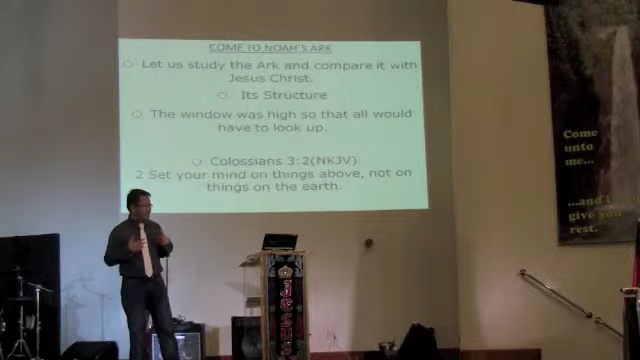 COME TO NOAH'S ARK
Let us study the Ark and compare it with
Jesus Christ.
Its Structure
The window was high so that all would
have to look up.
Colossians 3:2(NKJV)
2 Set your mind on things above, not on
things on the earth.
Come
unto
me...
...and I
give you
rest.
JESUS